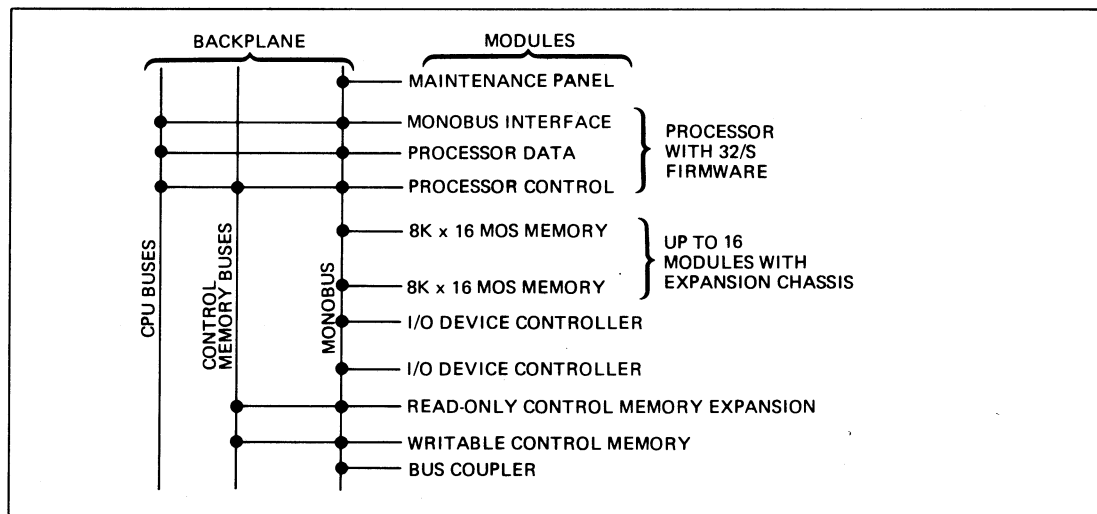 BACKPLANE
MODULES
MAINTENANCE PANEL
MONOBUS INTERFACE
PROCESSOR DATA
PROCESSOR CONTROL
PROCESSOR
WITH 32/S
FIRMWARE
8K x 16 MOS MEMORY
8K x 16 MOS MEMORY
UP TO 16
MODULES WITH
EXPANSION CHASSIS
I/O DEVICE CONTROLLER
I/O DEVICE CONTROLLER
READ-ONLY CONTROL MEMORY EXPANSION
WRITABLE CONTROL MEMORY
BUS COUPLER
CPU BUSES
CONTROL
MEMORY BUSES
MONOBUS